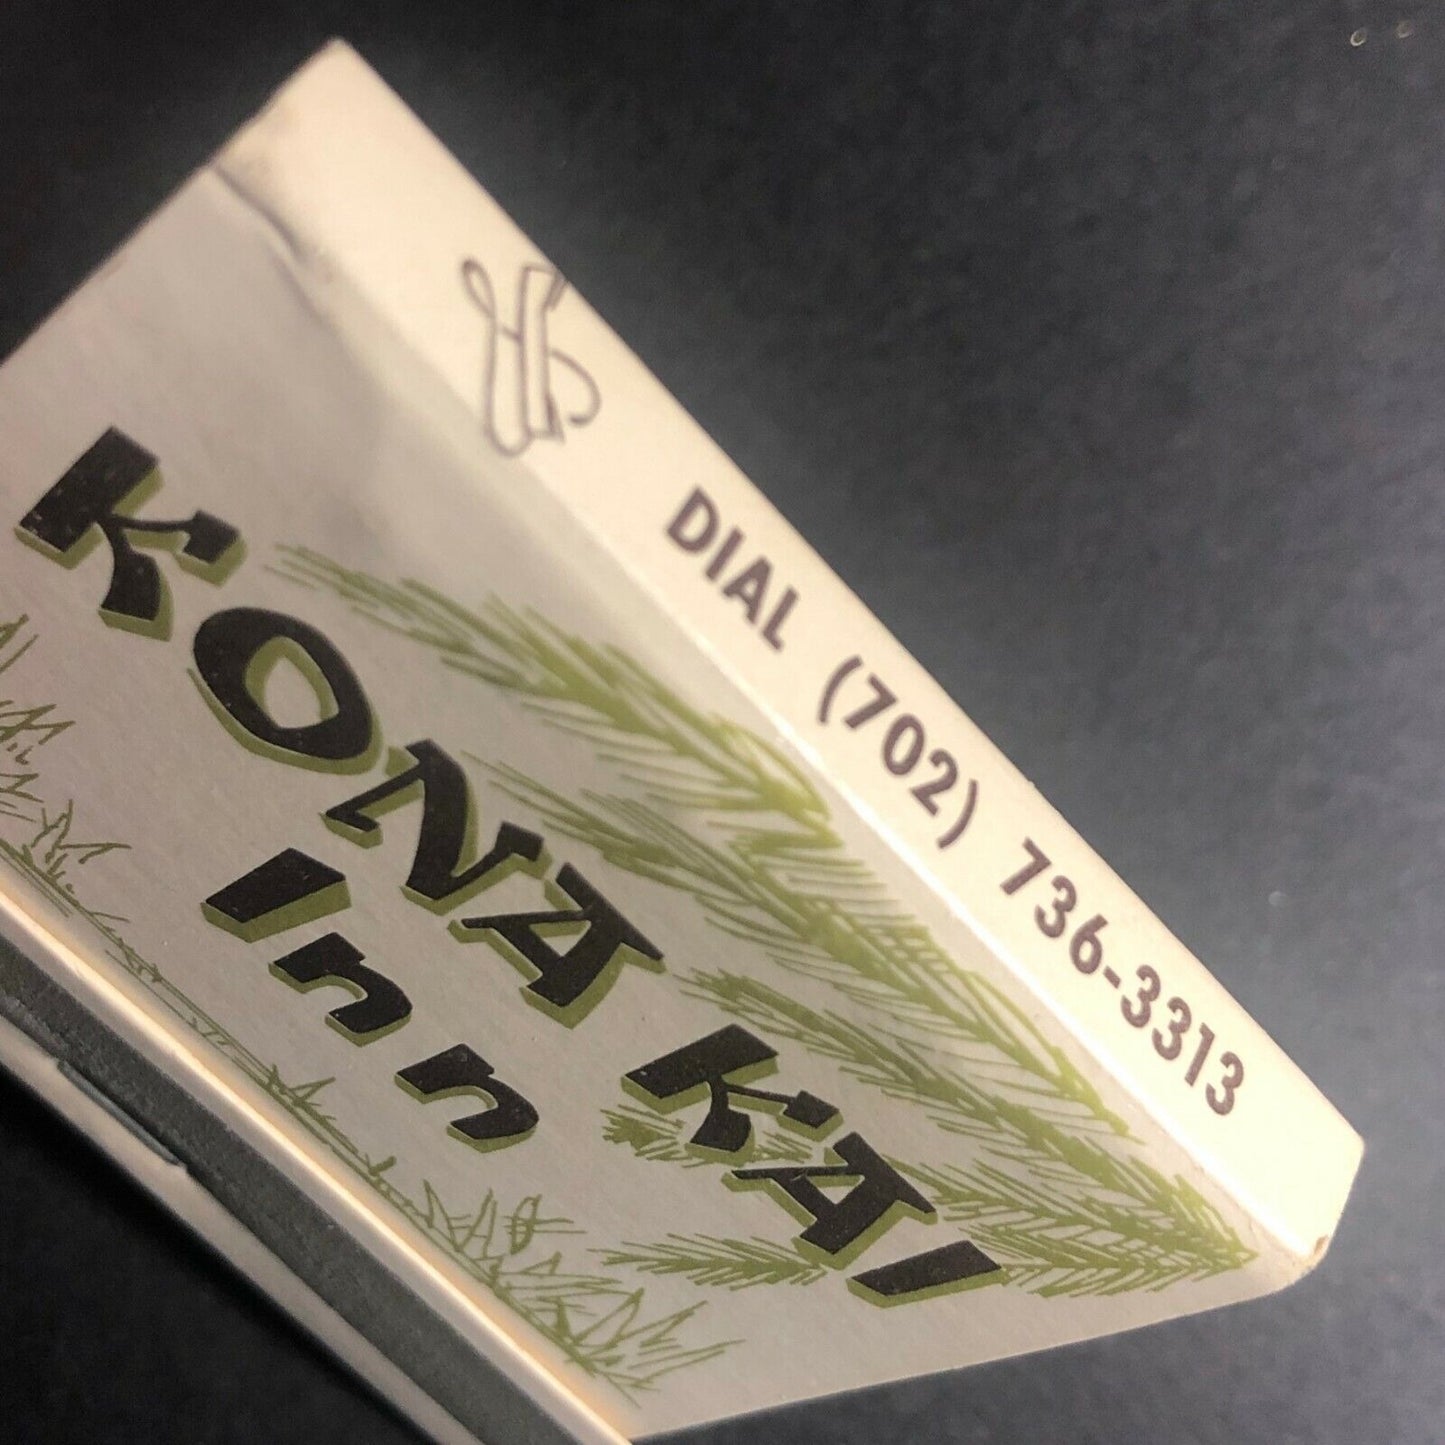 DIAL (702) 736-3313
KONA KAI
Inn